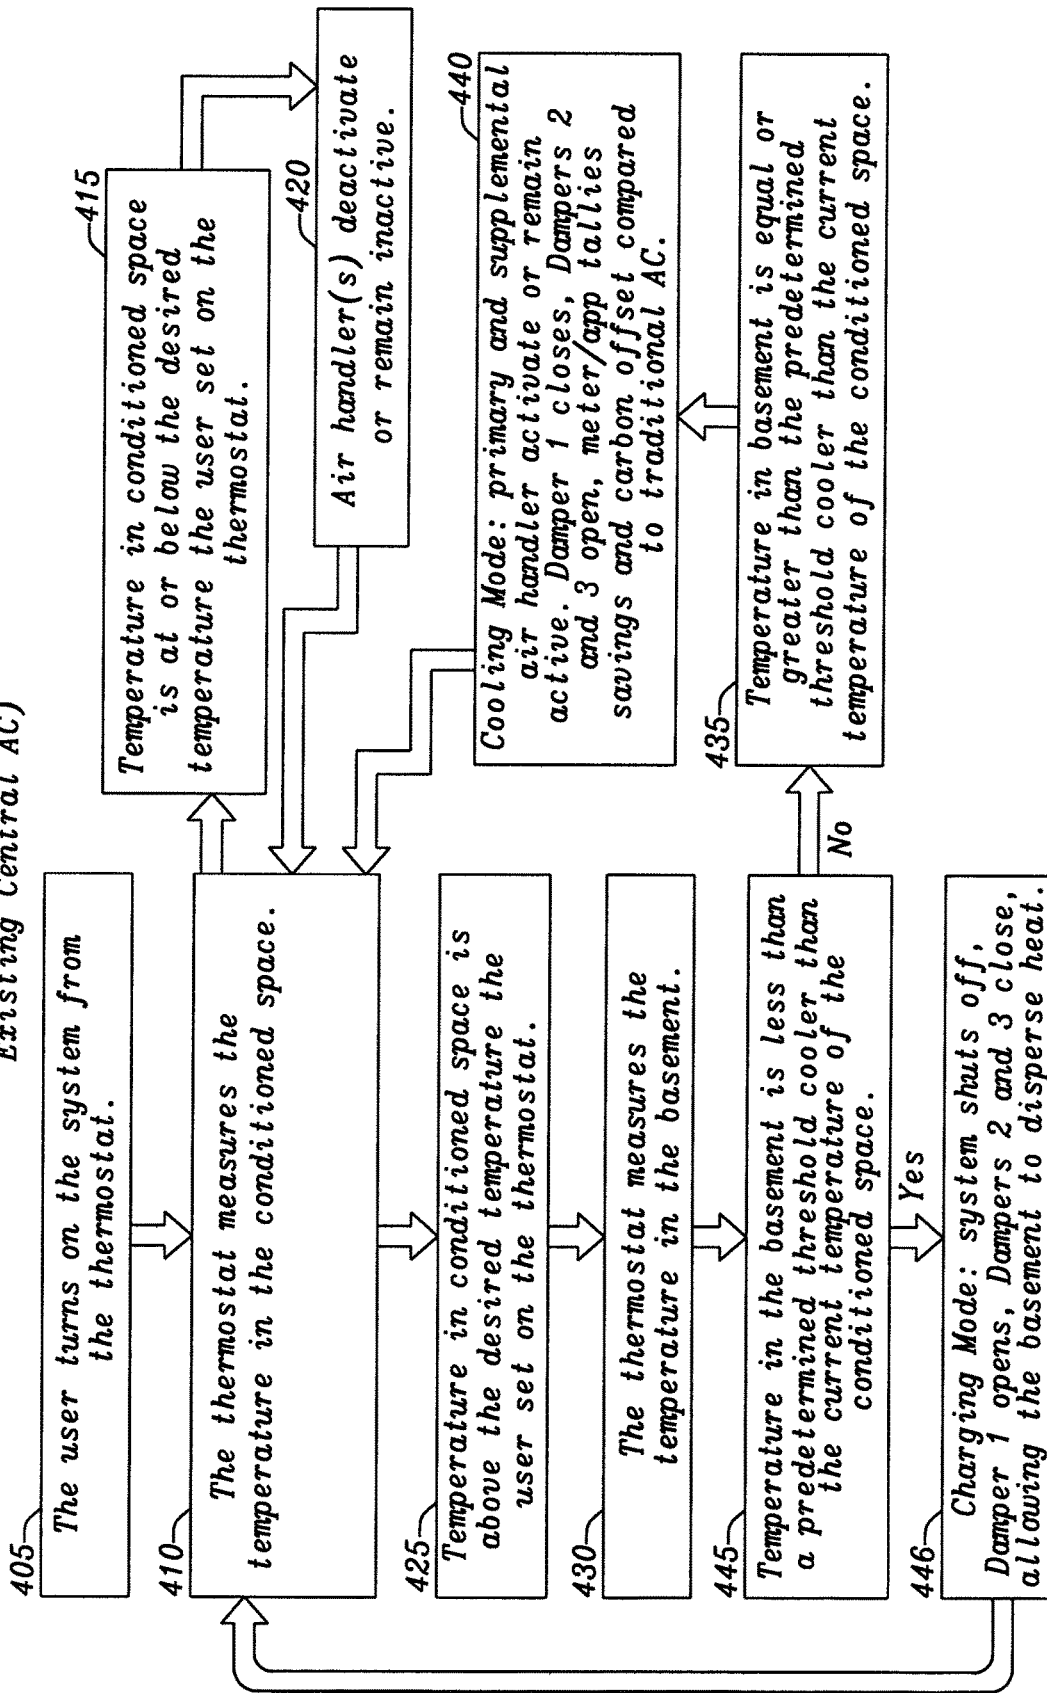 Existing Central AC)
405
The user turns on the system from
the thermostat.
410
The thermostat measures the
temperature in the conditioned space.
415
Temperature in conditioned space
is at or below the desired
temperature the user set on the
thermostat.
420
Air handler(s) deactivate
or remain inactive.
425
Temperature in conditioned space is
above the desired temperature the
user set on the thermostat.
430
The thermostat measures the
temperature in the basement.
445
Temperature in the basement is less than
a predetermined threshold cooler than
the current temperature of the
conditioned space.
No
435
Temperature in basement is equal or
greater than the predetermined
threshold cooler than the current
temperature of the conditioned space.
440
Cooling Mode: primary and supplemental
air handler activate or remain
active. Damper 1 closes, Dampers 2
and 3 open, meter/app tallies
savings and carbon offset compared
to traditional AC.
Yes
446
Charging Mode: system shuts off,
Damper 1 opens, Dampers 2 and 3 close,
allowing the basement to disperse heat.